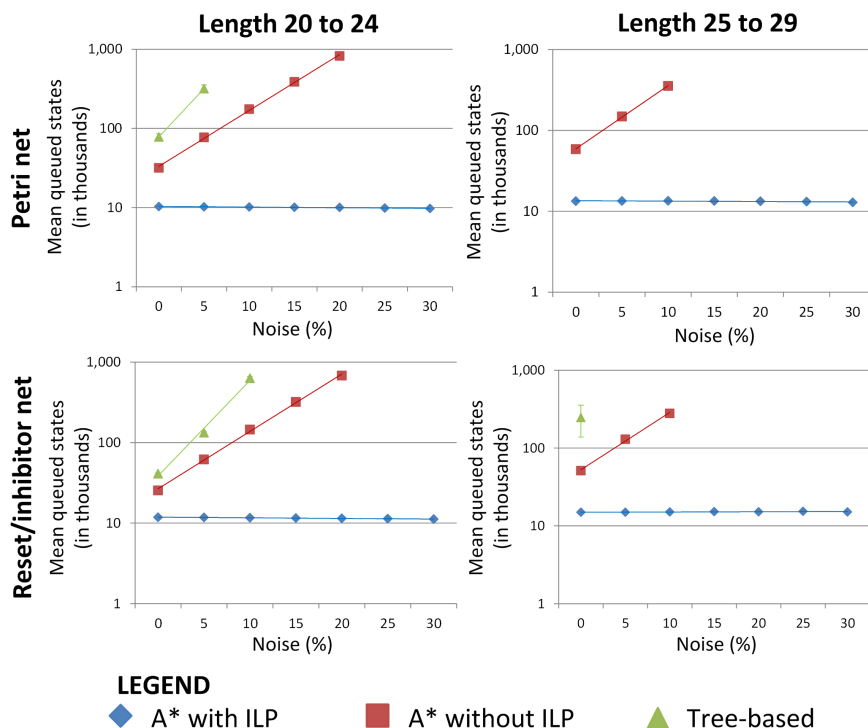 Length 20 to 24
Length 25 to 29
Petri net
Mean queued states
(in thousands)
1,000
100
10
1
0 5 10 15 20 25 30
Noise (%)
Mean queued states
(in thousands)
1,000
100
10
1
0 5 10 15 20 25 30
Noise (%)
Reset/inhibitor net
Mean queued states
(in thousands)
1,000
100
10
1
0 5 10 15 20 25 30
Noise (%)
Mean queued states
(in thousands)
1,000
100
10
1
0 5 10 15 20 25 30
Noise (%)
LEGEND
A* with ILP A* without ILP Tree-based